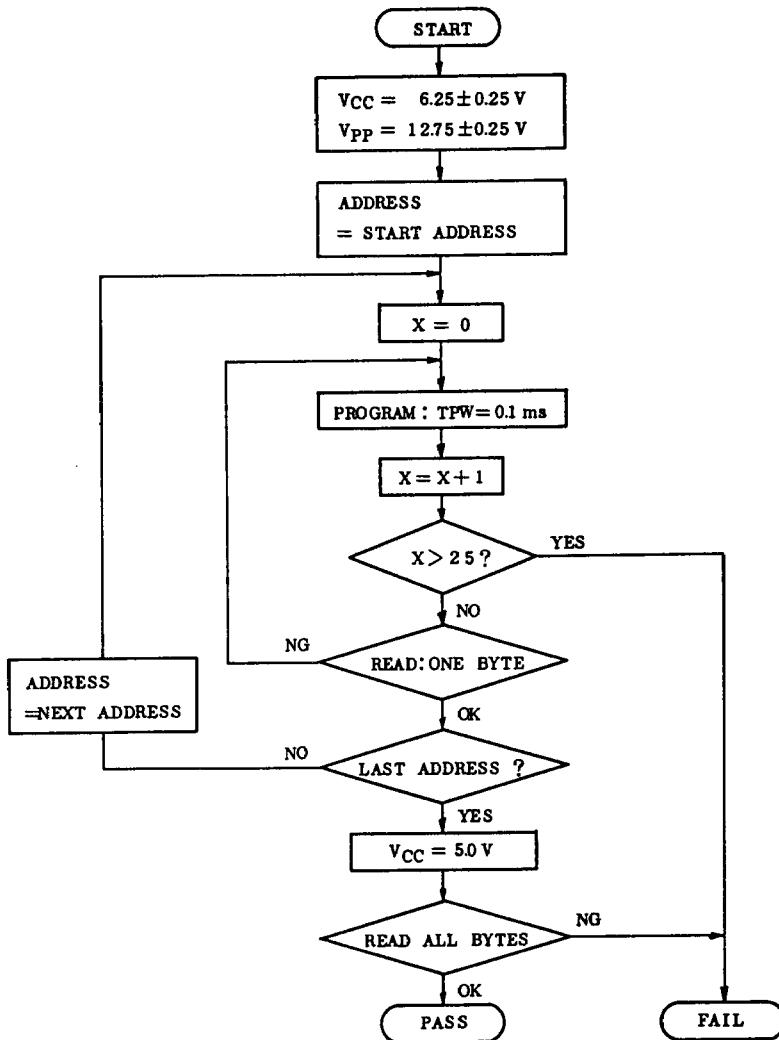 START
VCC = 6.25±0.25 V
VPP = 12.75±0.25 V
ADDRESS
= START ADDRESS
X = 0
PROGRAM: TPW= 0.1 ms
X = X + 1
X > 25?
YES
NO
NG
READ:ONE BYTE
ADDRESS
=NEXT ADDRESS
OK
NO
LAST ADDRESS ?
YES
VCC = 5.0 V
READ ALL BYTES
NG
OK
PASS
FAIL